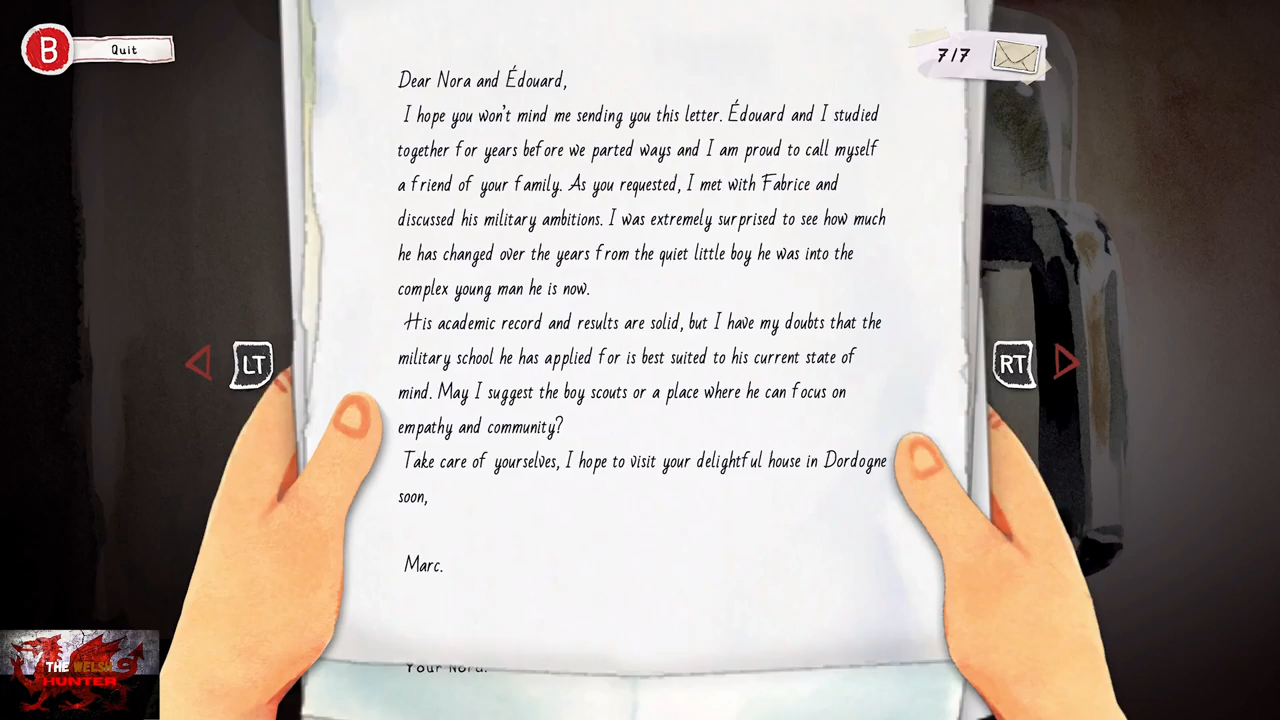 B
Quit
7/7
Dear Nora and Édouard,
I hope you won't mind me sending you this letter. Édouard and I studied
together for years before we parted ways and I am proud to call myself
a friend of your family. As you requested, I met with Fabrice and
discussed his military ambitions. I was extremely surprised to see how much
he has changed over the years from the quiet little boy he was into the
complex young man he is now.
His academic record and results are solid, but I have my doubts that the
military school he has applied for is best suited to his current state of
mind. May I suggest the boy scouts or a place where he can focus on
empathy and community?
Take care of yourselves, I hope to visit your delightful house in Dordogne
soon,
Marc.
LT
RT
Your Nora.
THE WELSH
HUNTER